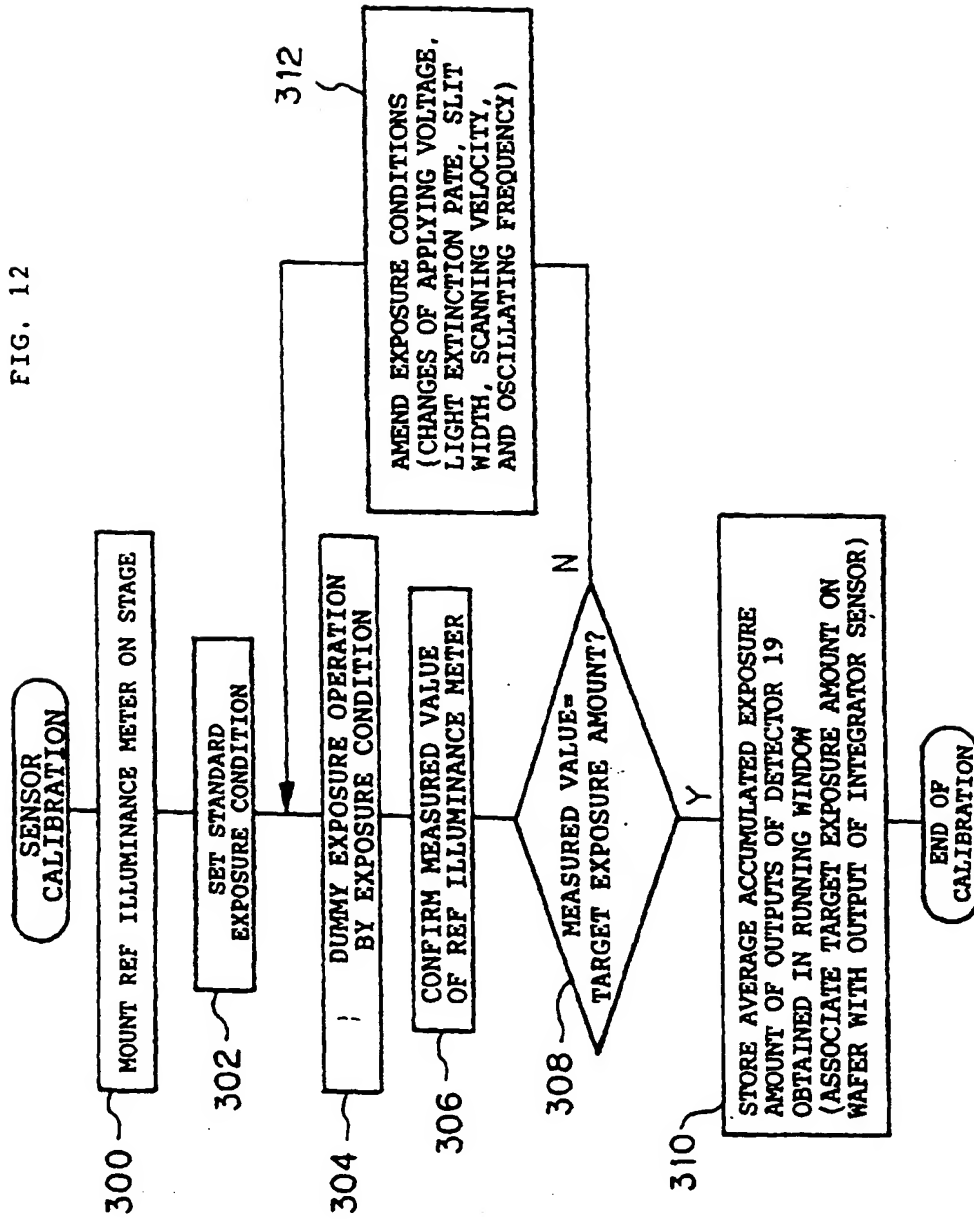 FIG. 12
SENSOR
CALIBRATION
300
MOUNT REF ILLUMINANCE METER ON STAGE
302
SET STANDARD
EXPOSURE CONDITION
304
DUMMY EXPOSURE OPERATION
BY EXPOSURE CONDITION
306
CONFIRM MEASURED VALUE
OF REF ILLUMINANCE METER
308
MEASURED VALUE=
TARGET EXPOSURE AMOUNT?
N
312
AMEND EXPOSURE CONDITIONS
(CHANGES OF APPLYING VOLTAGE,
LIGHT EXTINCTION PATE, SLIT
WIDTH, SCANNING VELOCITY,
AND OSCILLATING FREQUENCY)
Y
310
STORE AVERAGE ACCUMULATED EXPOSURE
AMOUNT OF OUTPUTS OF DETECTOR 19
OBTAINED IN RUNNING WINDOW
(ASSOCIATE TARGET EXPOSURE AMOUNT ON
WAFER WITH OUTPUT OF INTEGRATOR SENSOR)
END OF
CALIBRATION